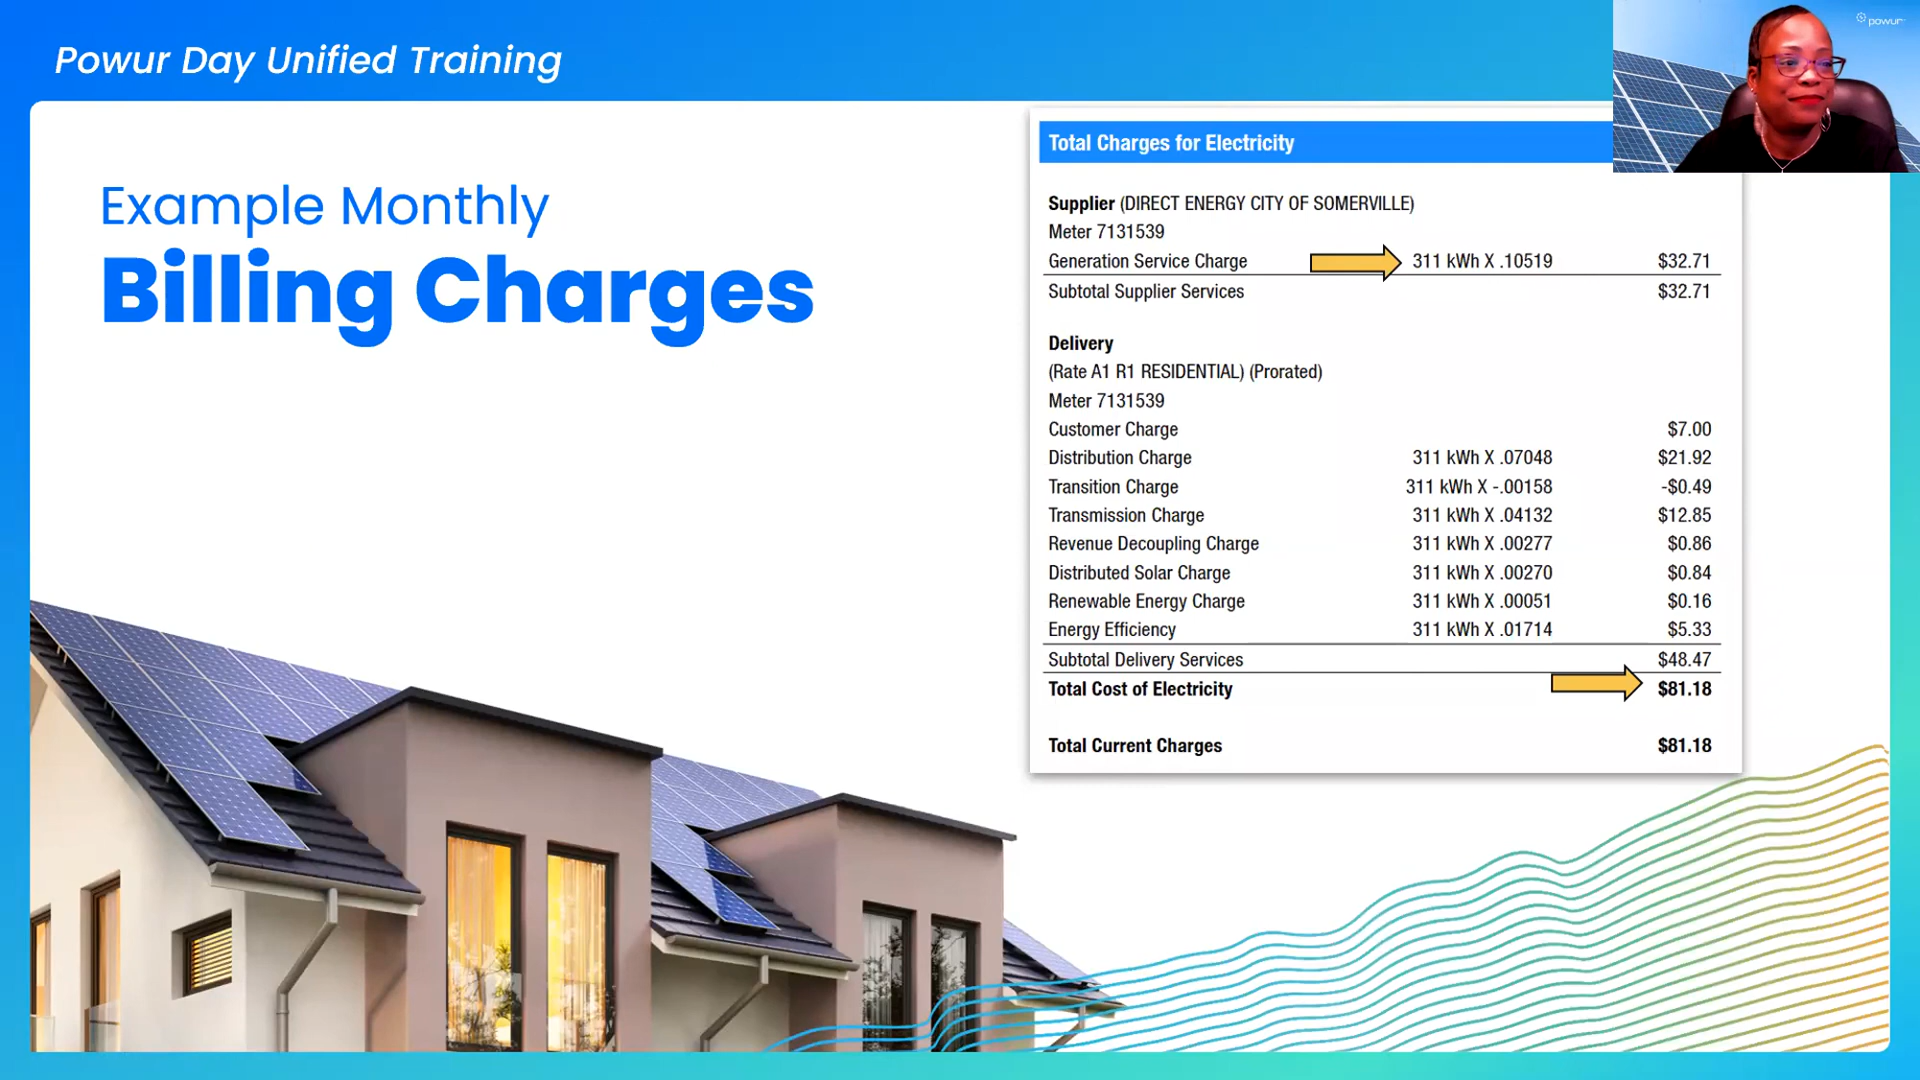 Powur Day Unified Training
powur
Example Monthly
Billing Charges
Total Charges for Electricity
Supplier (DIRECT ENERGY CITY OF SOMERVILLE)
Meter 7131539
Generation Service Charge 311 kWh X .10519 $32.71
Subtotal Supplier Services $32.71
Delivery
(Rate A1 R1 RESIDENTIAL) (Prorated)
Meter 7131539
Customer Charge $7.00
Distribution Charge 311 kWh X .07048 $21.92
Transition Charge 311 kWh X -.00158 -$0.49
Transmission Charge 311 kWh X .04132 $12.85
Revenue Decoupling Charge 311 kWh X .00277 $0.86
Distributed Solar Charge 311 kWh X .00270 $0.84
Renewable Energy Charge 311 kWh X .00051 $0.16
Energy Efficiency 311 kWh X .01714 $5.33
Subtotal Delivery Services $48.47
Total Cost of Electricity $81.18
Total Current Charges $81.18